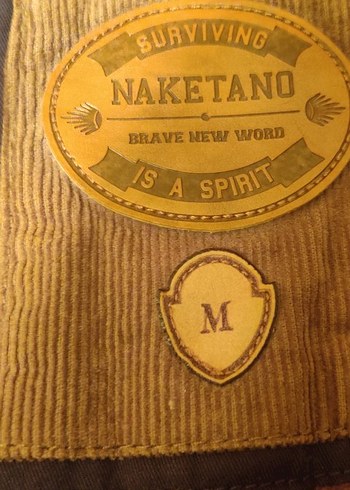 SURVIVING
NAKETANO
BRAVE NEW WORD
IS A SPIRIT
M